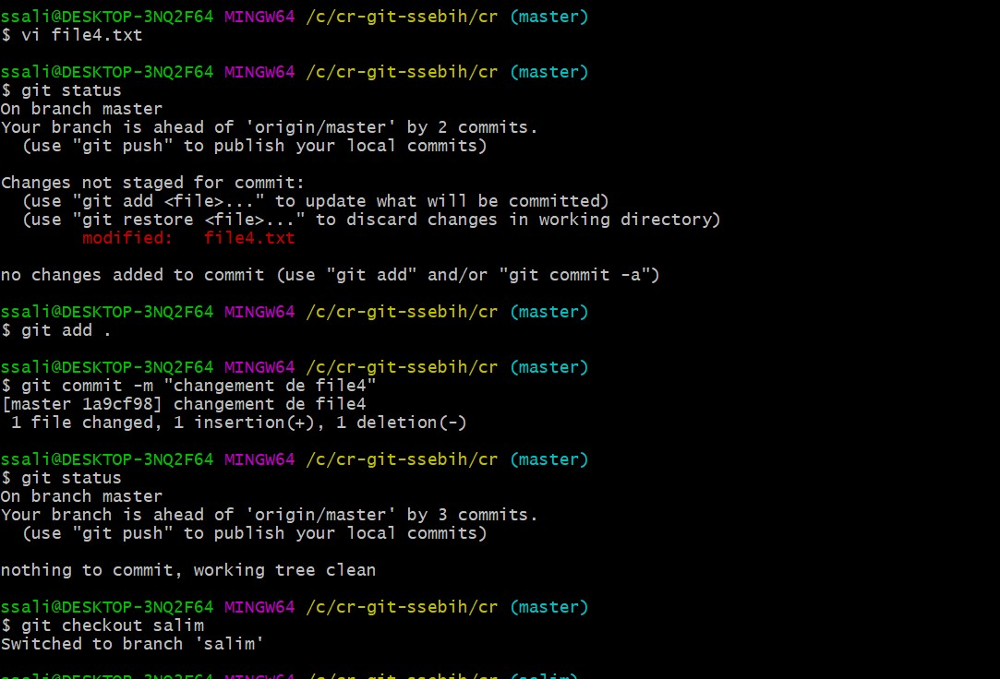 ssali@DESKTOP-3NQ2F64 MINGW64 /c/cr-git-ssebih/cr (master)
$ vi file4.txt
ssali@DESKTOP-3NQ2F64 MINGW64 /c/cr-git-ssebih/cr (master)
$ git status
On branch master
Your branch is ahead of 'origin/master' by 2 commits.
  (use "git push" to publish your local commits)
Changes not staged for commit:
  (use "git add <file>..." to update what will be committed)
  (use "git restore <file>..." to discard changes in working directory)
        modified:   file4.txt
no changes added to commit (use "git add" and/or "git commit -a")
ssali@DESKTOP-3NQ2F64 MINGW64 /c/cr-git-ssebih/cr (master)
$ git add .
ssali@DESKTOP-3NQ2F64 MINGW64 /c/cr-git-ssebih/cr (master)
$ git commit -m "changement de file4"
[master 1a9cf98] changement de file4
 1 file changed, 1 insertion(+), 1 deletion(-)
ssali@DESKTOP-3NQ2F64 MINGW64 /c/cr-git-ssebih/cr (master)
$ git status
On branch master
Your branch is ahead of 'origin/master' by 3 commits.
  (use "git push" to publish your local commits)
nothing to commit, working tree clean
ssali@DESKTOP-3NQ2F64 MINGW64 /c/cr-git-ssebih/cr (master)
$ git checkout salim
Switched to branch 'salim'
ssali@DESKTOP-3NQ2F64 MINGW64 /c/cr-git-ssebih/cr (salim)